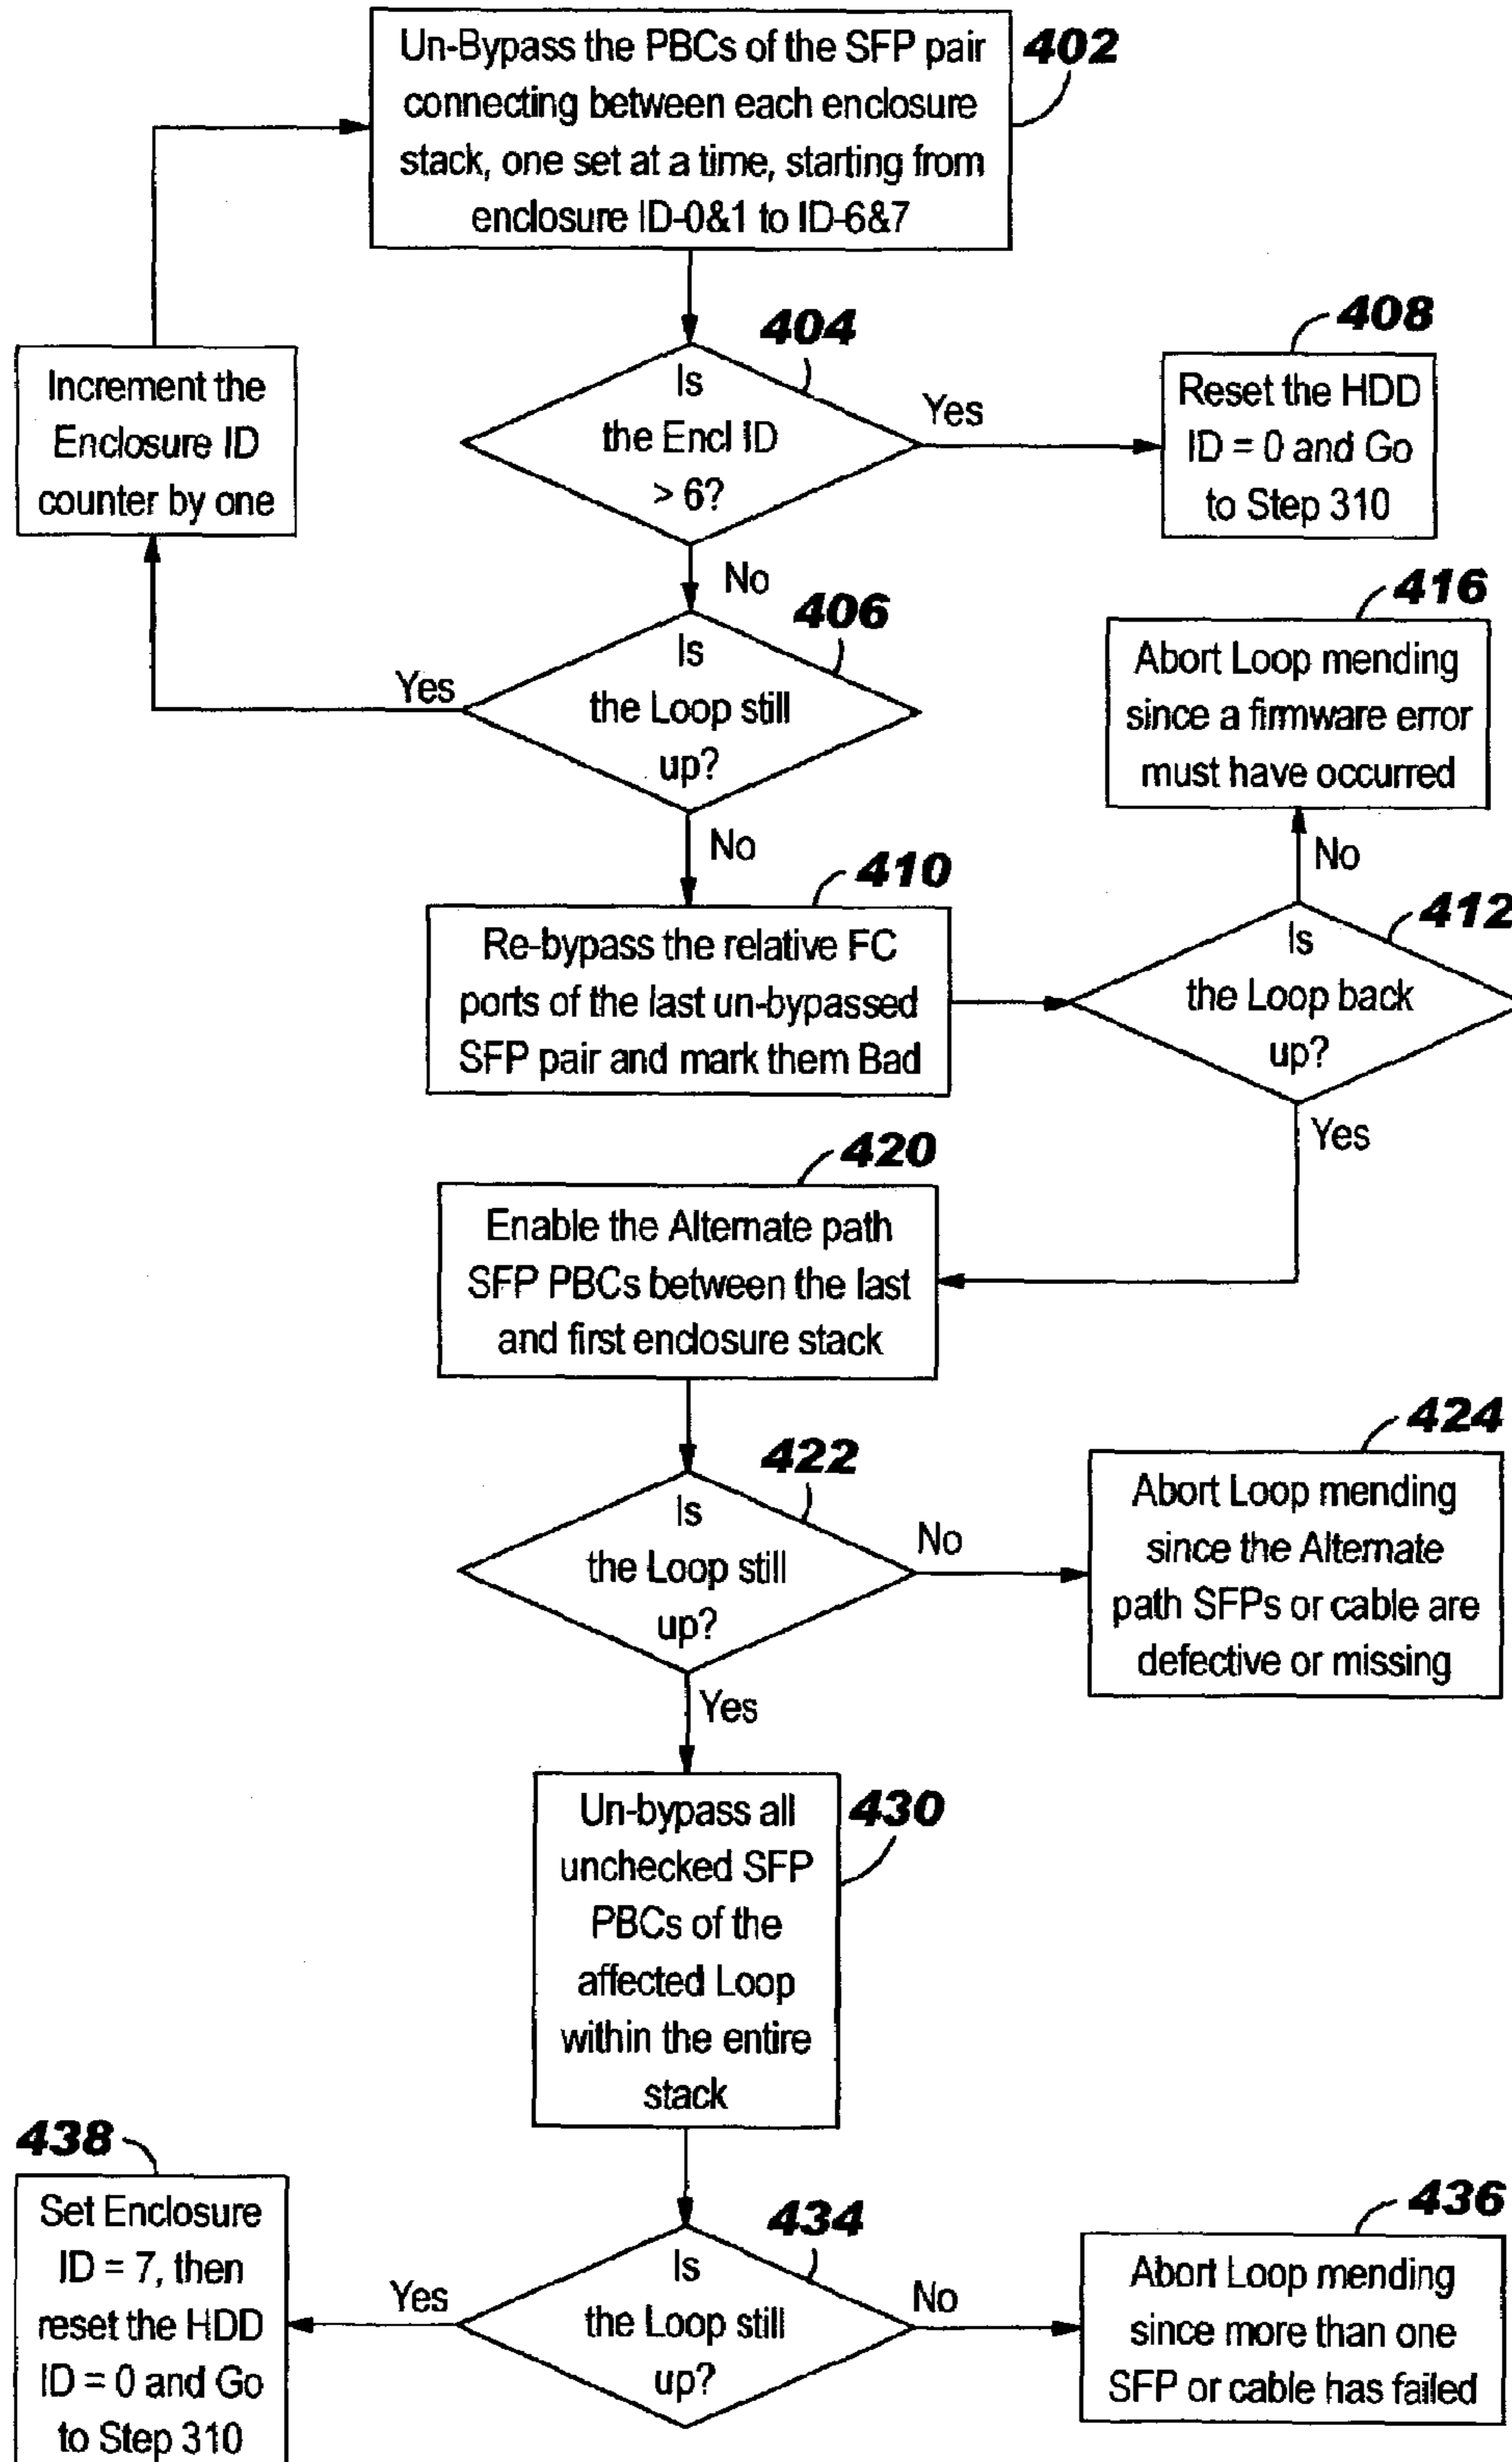 Un-Bypass the PBCs of the SFP pair
connecting between each enclosure
stack, one set at a time, starting from
enclosure ID-0&1 to ID-6&7
402
Increment the
Enclosure ID
counter by one
404
Is
the Encl ID
> 6?
Yes
No
408
Reset the HDD
ID = 0 and Go
to Step 310
406
Is
the Loop still
up?
Yes
No
416
Abort Loop mending
since a firmware error
must have occurred
410
Re-bypass the relative FC
ports of the last un-bypassed
SFP pair and mark them Bad
412
Is
the Loop back
up?
No
Yes
420
Enable the Alternate path
SFP PBCs between the last
and first enclosure stack
422
Is
the Loop still
up?
No
Yes
424
Abort Loop mending
since the Alternate
path SFPs or cable are
defective or missing
430
Un-bypass all
unchecked SFP
PBCs of the
affected Loop
within the entire
stack
434
Is
the Loop still
up?
Yes
No
438
Set Enclosure
ID = 7, then
reset the HDD
ID = 0 and Go
to Step 310
436
Abort Loop mending
since more than one
SFP or cable has failed